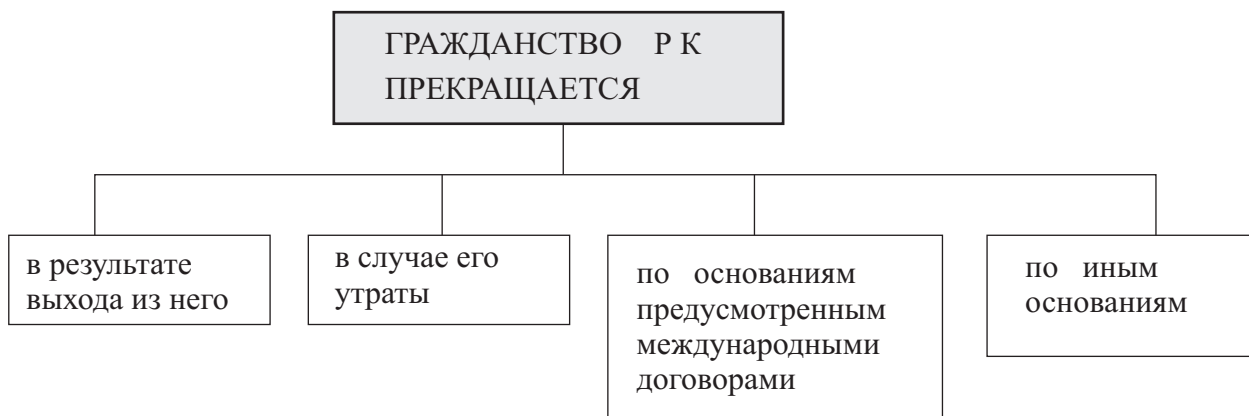 ГРАЖДАНСТВО Р К
ПРЕКРАЩАЕТСЯ
в результате
выхода из него
в случае его
утраты
по основаниям
предусмотренным
международными
договорами
по иным
основаниям